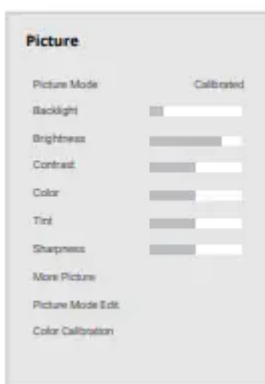 Picture
Picture Mode Calibrated
Backlight
Brightness
Contrast
Color
Tint
Sharpness
More Picture
Picture Mode Edit
Color Calibration